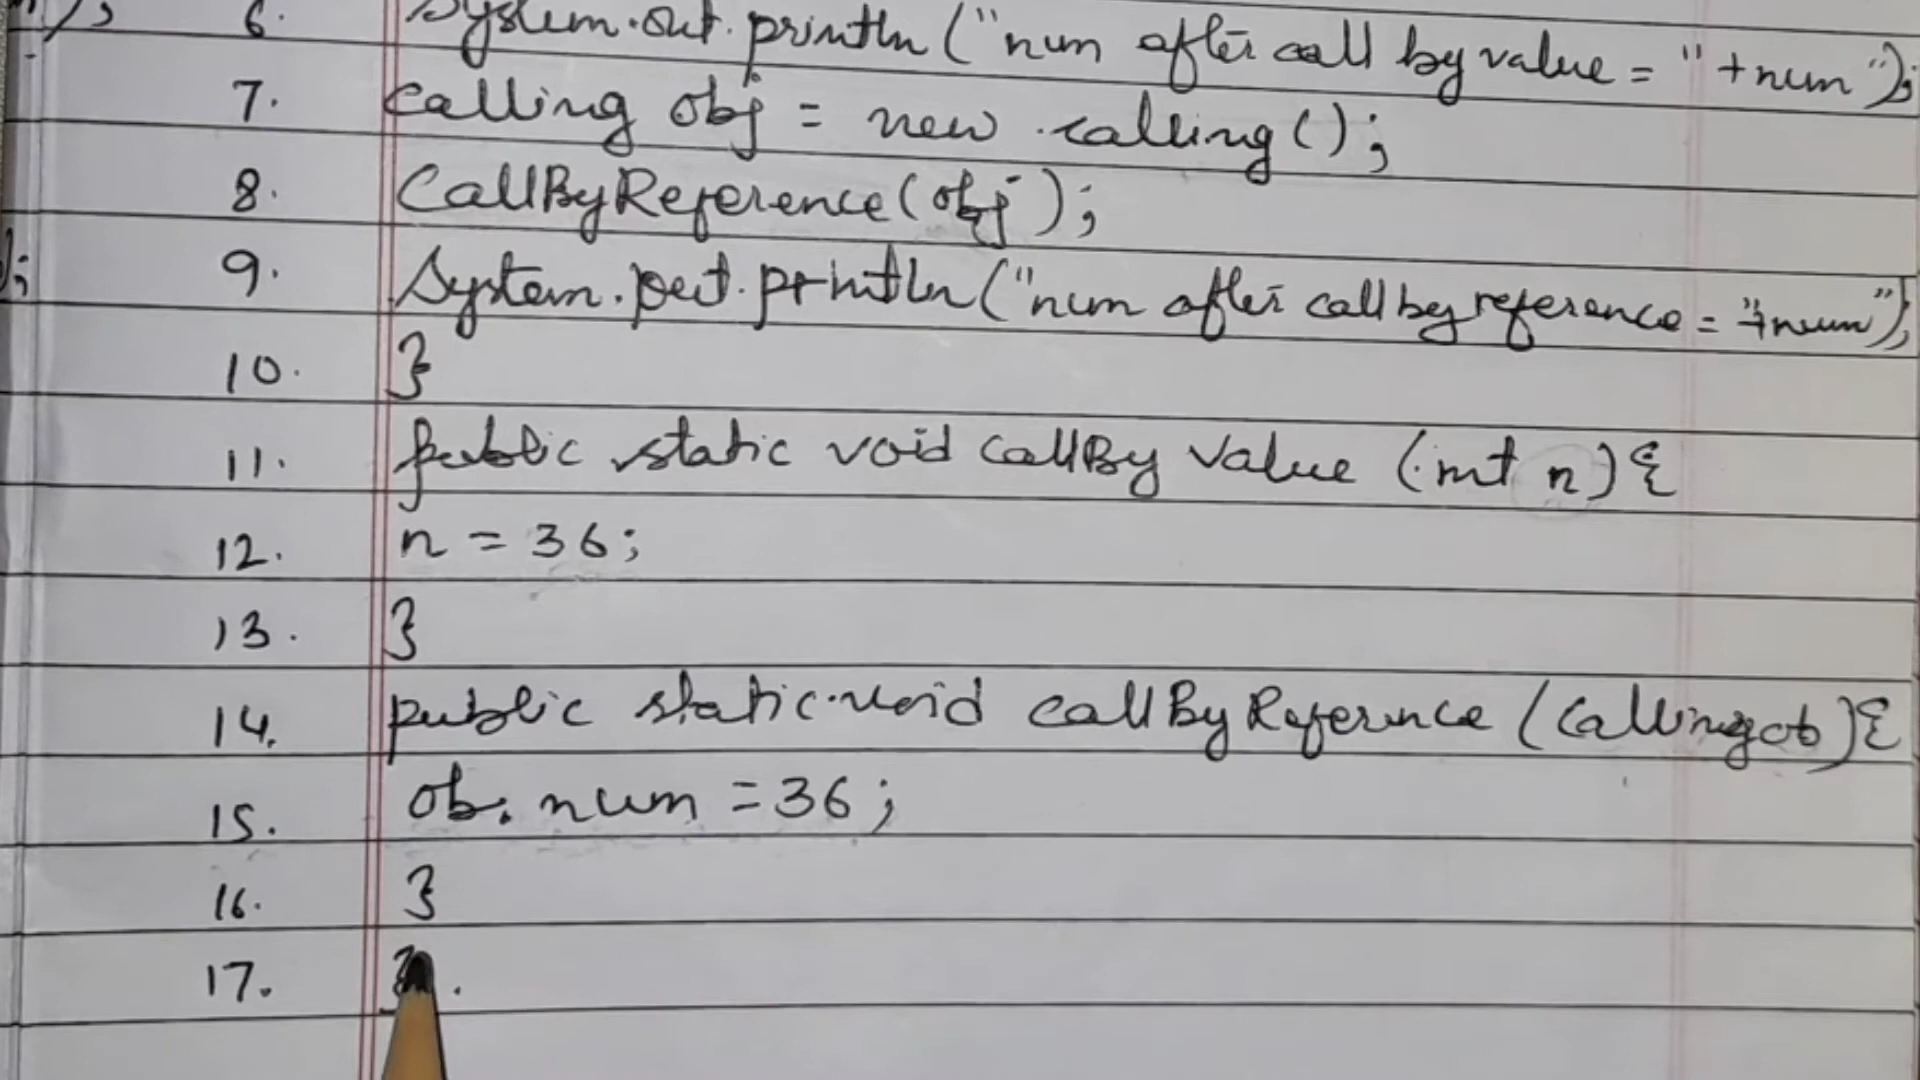 6. System.out.println("num after call by value = "+num");
7. Calling obj = new calling();
8. CallByReference(obj);
9. System.out.println("num after call by reference = "+num");
10. }
11. public static void callBy Value (int n){
12. n = 36;
13. }
14. public static void callByReference (Calling ob){
15. ob.num = 36;
16. }
17. }